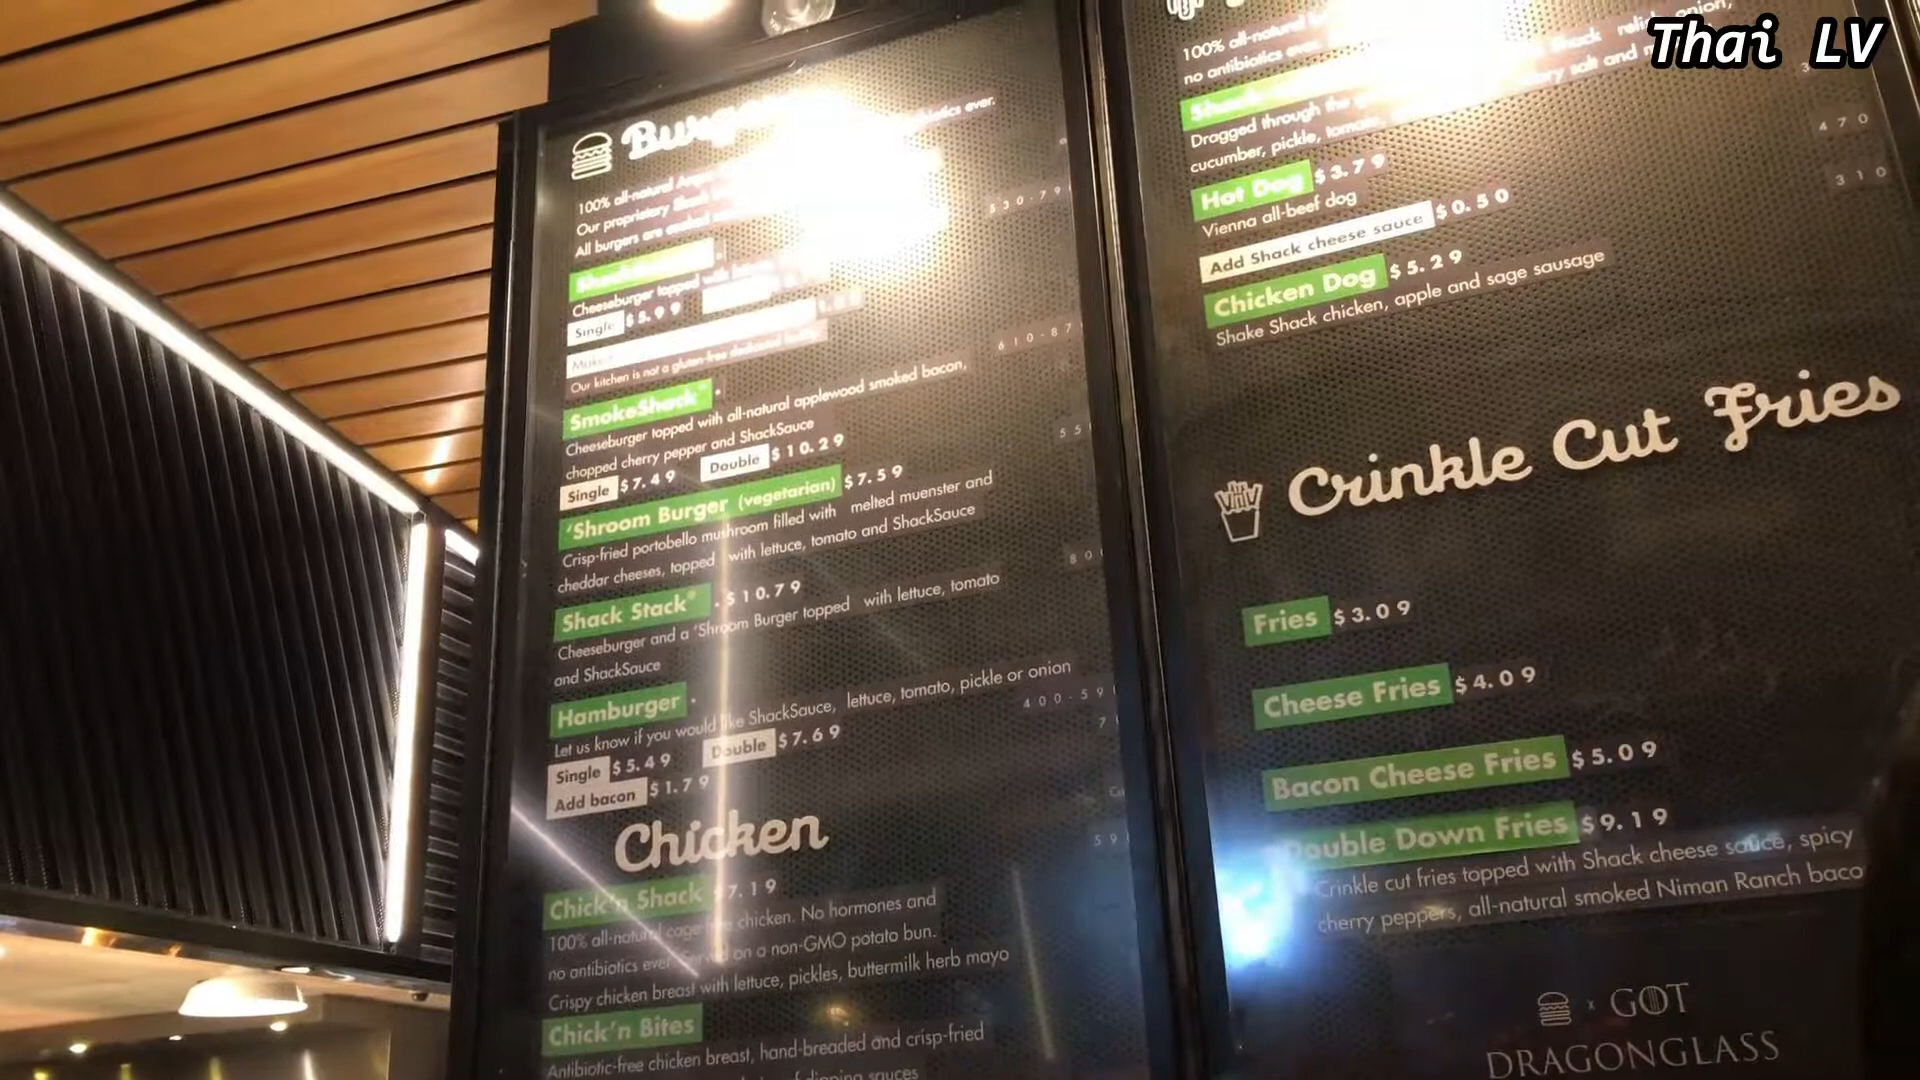 Thai LV
100% all-natural
Our proprietary
All burgers are
Cheeseburger topped with
Single $5.99
Our kitchen is not a gluten-free dedicated
SmokeShack
Cheeseburger topped with all-natural applewood smoked bacon,
chopped cherry pepper and ShackSauce
Single $7.49 Double $10.29
'Shroom Burger (vegetarian) $7.59
Crisp-fried portobello mushroom filled with melted muenster and
cheddar cheeses, topped with lettuce, tomato and ShackSauce
Shack Stack® $10.79
Cheeseburger and a 'Shroom Burger topped with lettuce, tomato
and ShackSauce
Hamburger
Let us know if you would like ShackSauce, lettuce, tomato, pickle or onion
Single $5.49 Double $7.69
Add bacon $1.79
Chicken
Chick'n Shack 7.19
100% all-natural cage chicken. No hormones and
no antibiotics ever. on a non-GMO potato bun.
Crispy chicken breast with lettuce, pickles, buttermilk herb mayo
Chick'n Bites
Antibiotic-free chicken breast, hand-breaded and crisp-fried
dipping sauces
100% all-natural
no antibiotics
Dragged through the
cucumber, pickle, tomato,
470
Hot Dog $3.79
310
Vienna all-beef dog
Add Shack cheese sauce $0.50
Chicken Dog $5.29
Shake Shack chicken, apple and sage sausage
Crinkle Cut Fries
Fries $3.09
Cheese Fries $4.09
Bacon Cheese Fries $5.09
Double Down Fries $9.19
Crinkle cut fries topped with Shack cheese sauce, spicy
cherry peppers, all-natural smoked Niman Ranch baco
x GOT
DRAGONGLASS